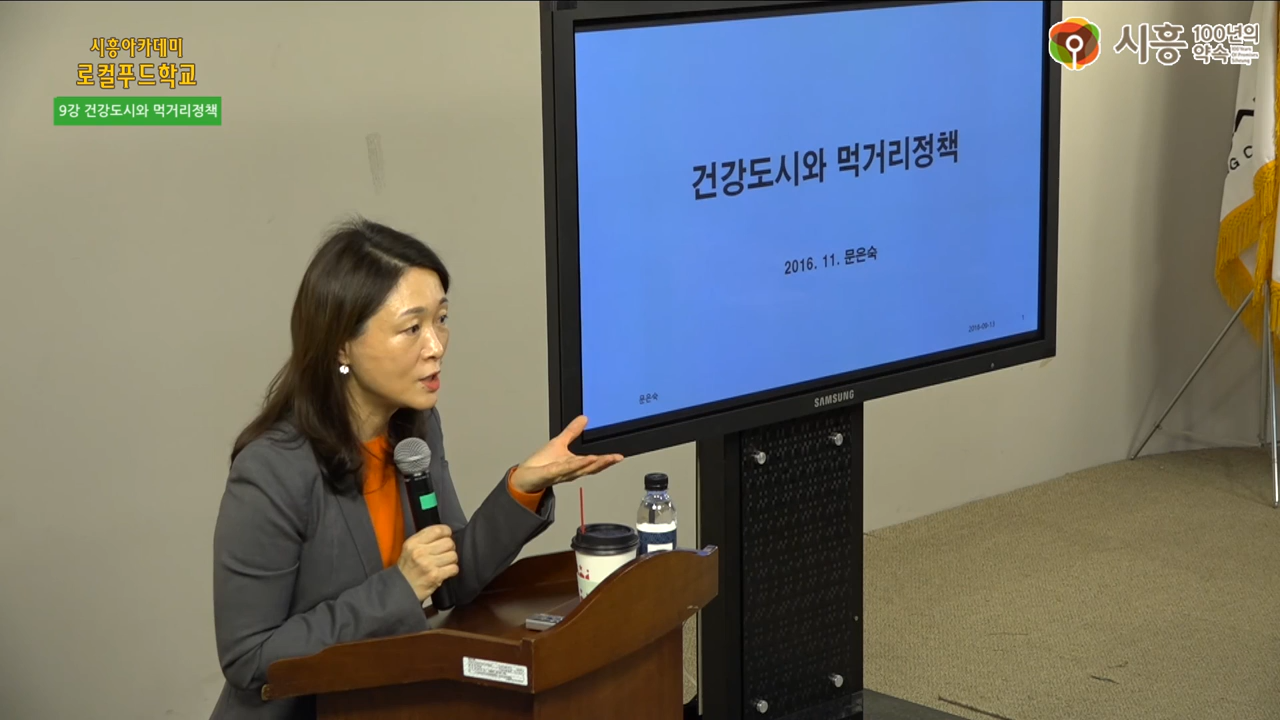 시흥아카데미
로컬푸드학교
9강 건강도시와 먹거리정책
시흥 100년의
약속
건강도시와 먹거리정책
2016. 11. 문은숙
문은숙
1
SAMSUNG
G C